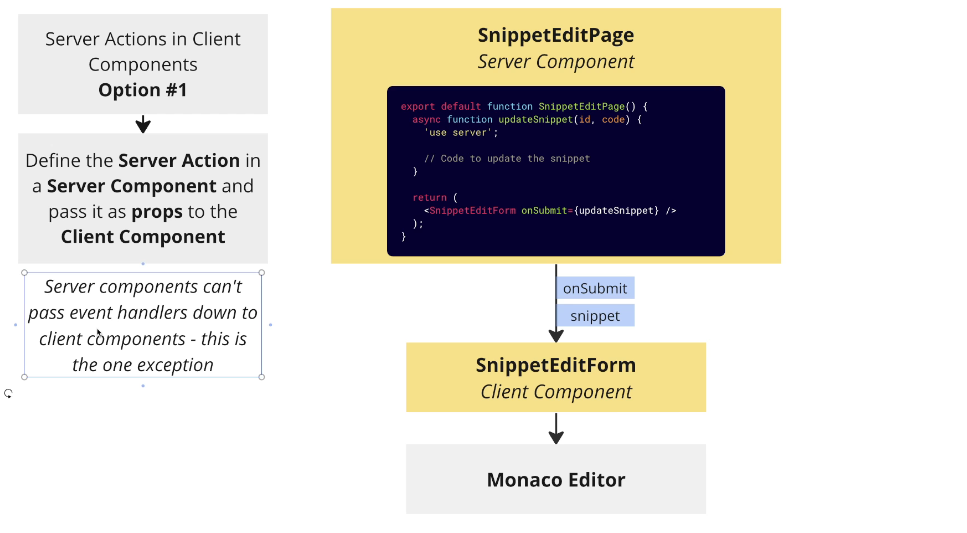 Server Actions in Client
Components
Option #1
Define the Server Action in
a Server Component and
pass it as props to the
Client Component
Server components can't
pass event handlers down to
client components - this is
the one exception
SnippetEditPage
Server Component
export default function SnippetEditPage() {
  async function updateSnippet(id, code) {
    'use server';
    // Code to update the snippet
  }
  return (
    <SnippetEditForm onSubmit={updateSnippet} />
  );
}
onSubmit
snippet
SnippetEditForm
Client Component
Monaco Editor